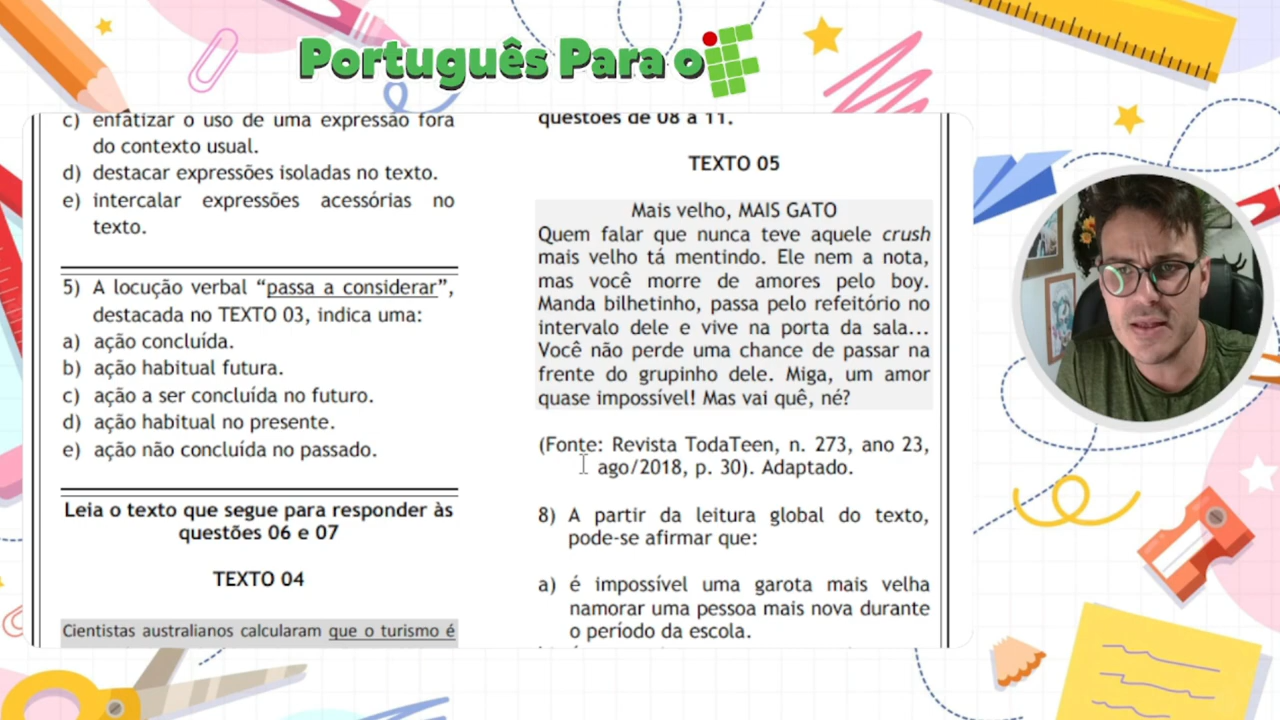 Português Para o
c) enfatizar o uso de uma expressão fora
do contexto usual.
d) destacar expressões isoladas no texto.
e) intercalar expressões acessórias no
texto.
5) A locução verbal “passa a considerar”,
destacada no TEXTO 03, indica uma:
a) ação concluída.
b) ação habitual futura.
c) ação a ser concluída no futuro.
d) ação habitual no presente.
e) ação não concluída no passado.
Leia o texto que segue para responder às
questões 06 e 07
TEXTO 04
Cientistas australianos calcularam que o turismo é
questões de 08 a 11.
TEXTO 05
Mais velho, MAIS GATO
Quem falar que nunca teve aquele crush
mais velho tá mentindo. Ele nem a nota,
mas você morre de amores pelo boy.
Manda bilhetinho, passa pelo refeitório no
intervalo dele e vive na porta da sala...
Você não perde uma chance de passar na
frente do grupinho dele. Miga, um amor
quase impossível! Mas vai quê, né?
(Fonte: Revista TodaTeen, n. 273, ano 23,
ago/2018, p. 30). Adaptado.
8) A partir da leitura global do texto,
pode-se afirmar que:
a) é impossível uma garota mais velha
namorar uma pessoa mais nova durante
o período da escola.